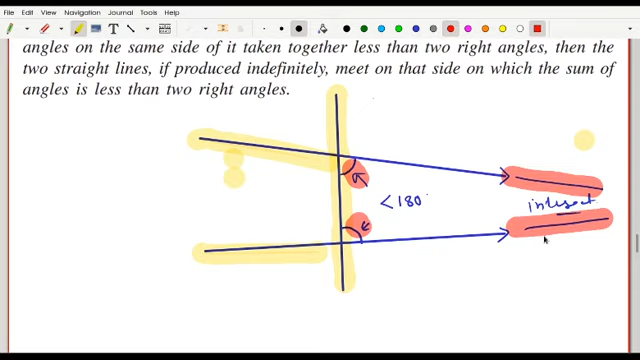 File Edit View Navigation Journal Tools Help
angles on the same side of it taken together less than two right angles, then the
two straight lines, if produced indefinitely, meet on that side on which the sum of
angles is less than two right angles.
<180
intersect